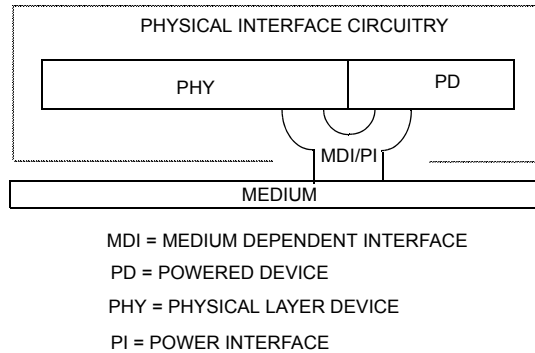 PHYSICAL INTERFACE CIRCUITRY
PHY
PD
MDI/PI
MEDIUM
MDI = MEDIUM DEPENDENT INTERFACE
PD = POWERED DEVICE
PHY = PHYSICAL LAYER DEVICE
PI = POWER INTERFACE